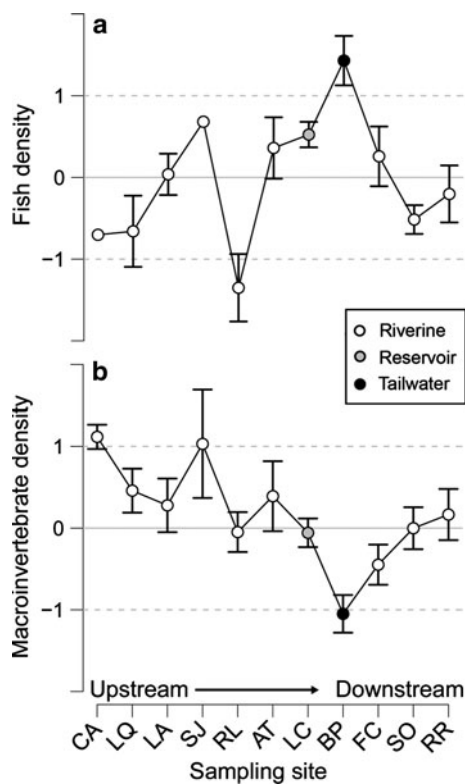 a
Fish density
1
0
−1
Riverine
Reservoir
Tailwater
b
Macroinvertebrate density
1
0
−1
Upstream
Downstream
CA
LQ
LA
SJ
RL
AT
LC
BP
FC
SO
RR
Sampling site